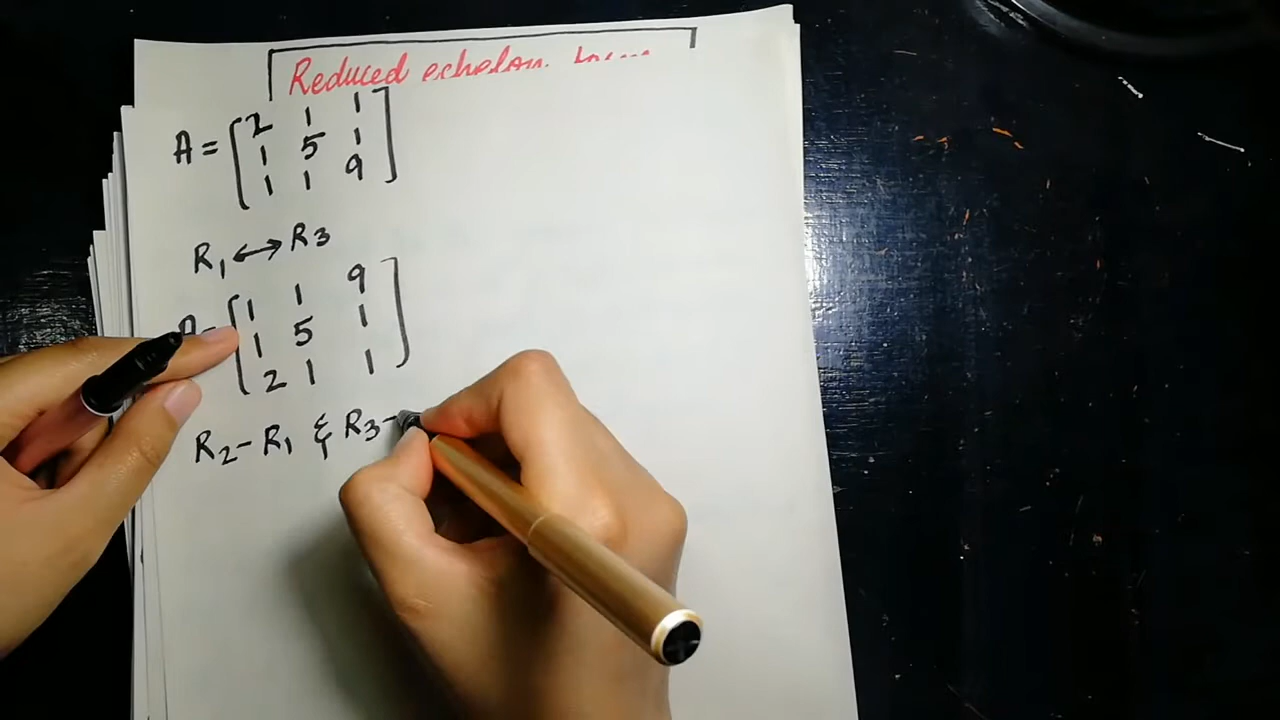 Reduced echelon
A = [ 2 1 1
1 5 1
1 1 9 ]
R₁ ↔ R₃
[ 1 1 9
1 5 1
2 1 1 ]
R₂ - R₁ & R₃ -